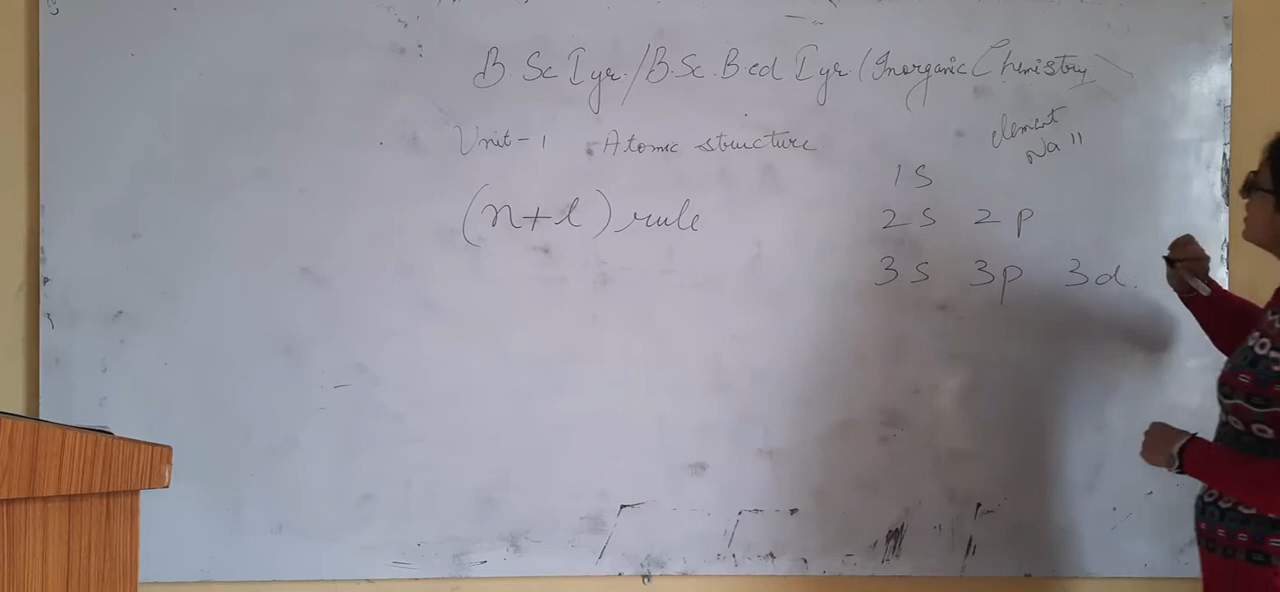 B Sc I yr. / B.Sc. B.ed I yr. (Inorganic Chemistry)
Unit-1 Atomic structure
element
Na 11
(n+l) rule
1S
2S 2p
3S 3p 3d.